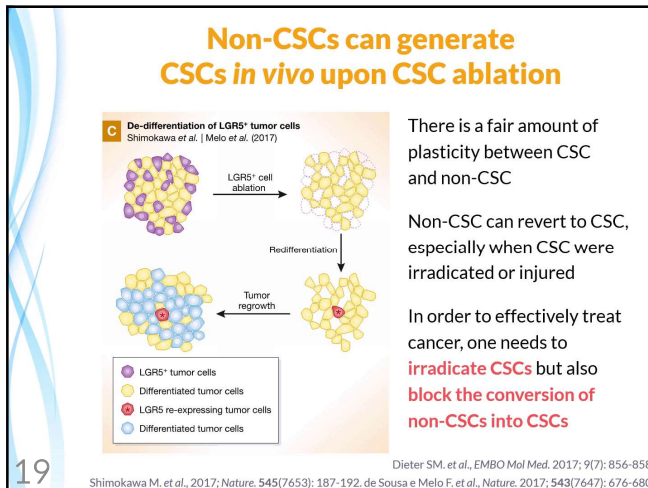 Non-CSCs can generate
CSCs in vivo upon CSC ablation
C De-differentiation of LGR5⁺ tumor cells
Shimokawa et al. | Melo et al. (2017)
LGR5⁺ cell
ablation
Redifferentiation
Tumor
regrowth
LGR5⁺ tumor cells
Differentiated tumor cells
LGR5 re-expressing tumor cells
Differentiated tumor cells
There is a fair amount of
plasticity between CSC
and non-CSC
Non-CSC can revert to CSC,
especially when CSC were
irradicated or injured
In order to effectively treat
cancer, one needs to
irradicate CSCs but also
block the conversion of
non-CSCs into CSCs
19
Dieter SM. et al., EMBO Mol Med. 2017; 9(7): 856-858
Shimokawa M. et al., 2017; Nature. 545(7653): 187-192. de Sousa e Melo F. et al., Nature. 2017; 543(7647): 676-680